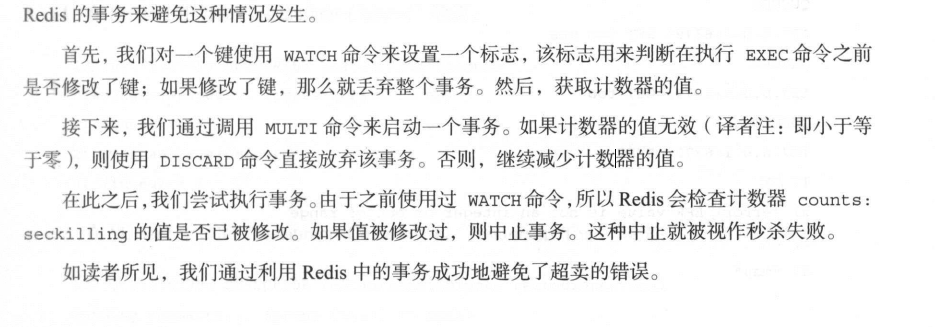 Redis 的事务来避免这种情况发生。
首先，我们对一个键使用 WATCH 命令来设置一个标志，该标志用来判断在执行 EXEC 命令之前
是否修改了键；如果修改了键，那么就丢弃整个事务。然后，获取计数器的值。
接下来，我们通过调用 MULTI 命令来启动一个事务。如果计数器的值无效（译者注：即小于等
于零），则使用 DISCARD 命令直接放弃该事务。否则，继续减少计数器的值。
在此之后，我们尝试执行事务。由于之前使用过 WATCH 命令，所以 Redis 会检查计数器 counts:
seckilling 的值是否已被修改。如果值被修改过，则中止事务。这种中止就被视作秒杀失败。
如读者所见，我们通过利用 Redis 中的事务成功地避免了超卖的错误。